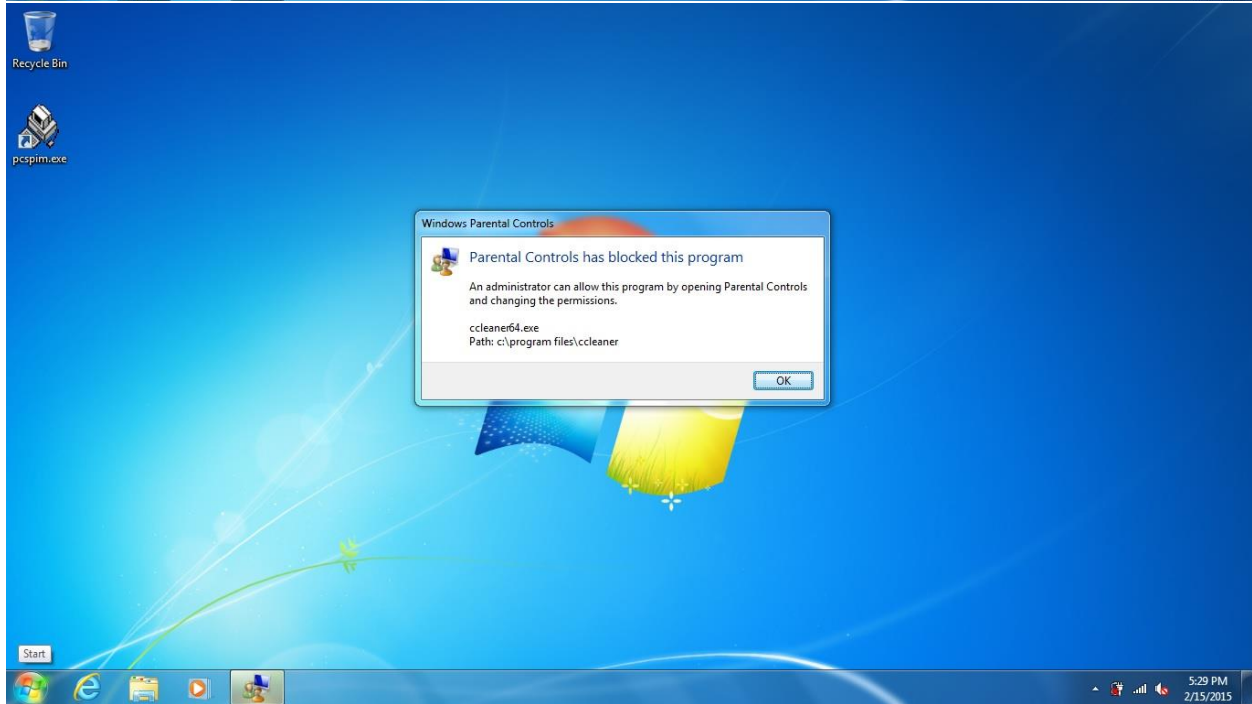 Recycle Bin
pcspim.exe
Windows Parental Controls
Parental Controls has blocked this program
An administrator can allow this program by opening Parental Controls
and changing the permissions.
ccleaner64.exe
Path: c:\program files\ccleaner
OK
Start
5:29 PM
2/15/2015